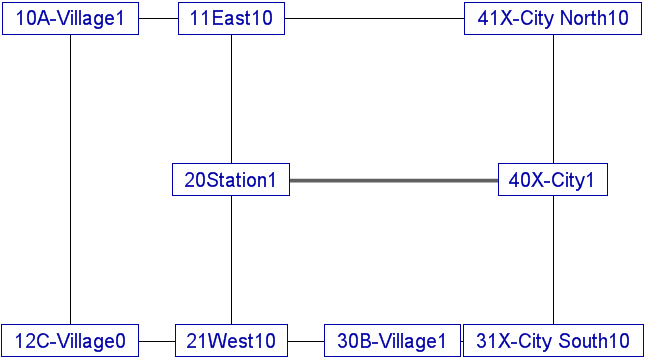 10A-Village1
11East10
41X-City North10
20Station1
40X-City1
12C-Village0
21West10
30B-Village1
31X-City South10